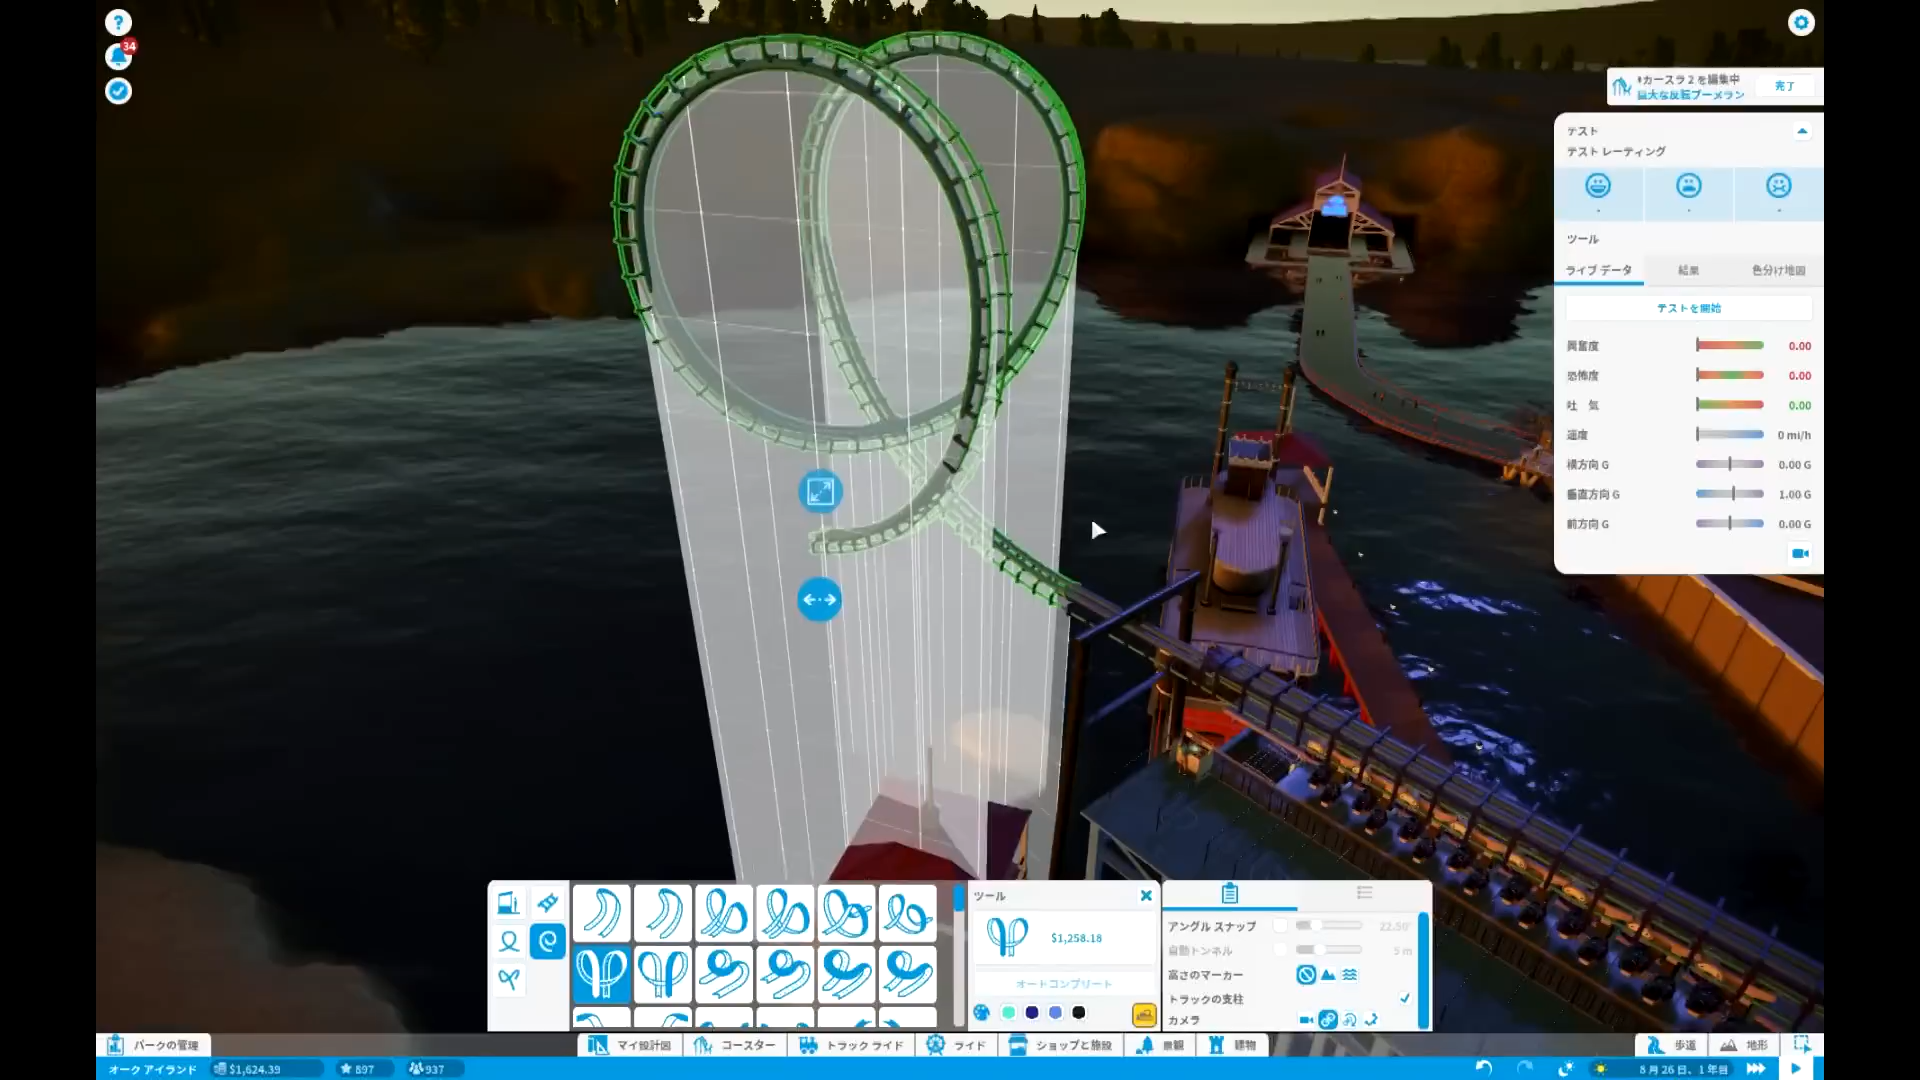 ?
34
カースラ 2 を編集中
巨大な反転ブーメラン
完了
テスト
テスト レーティング
-
-
-
ツール
ライブ データ
結果
色分け地図
テストを開始
興奮度
0.00
恐怖度
0.00
吐 気
0.00
速度
0 mi/h
横方向 G
0.00 G
垂直方向 G
1.00 G
前方向 G
0.00 G
ツール
$1,258.18
オートコンプリート
アングル スナップ
22.50°
自動トンネル
5 m
高さのマーカー
トラックの支柱
カメラ
パークの管理
マイ設計図
コースター
トラック ライド
ライド
ショップと施設
景観
建物
歩道
地形
オーク アイランド
$1,624.39
897
937
8 月 26 日、1 年目